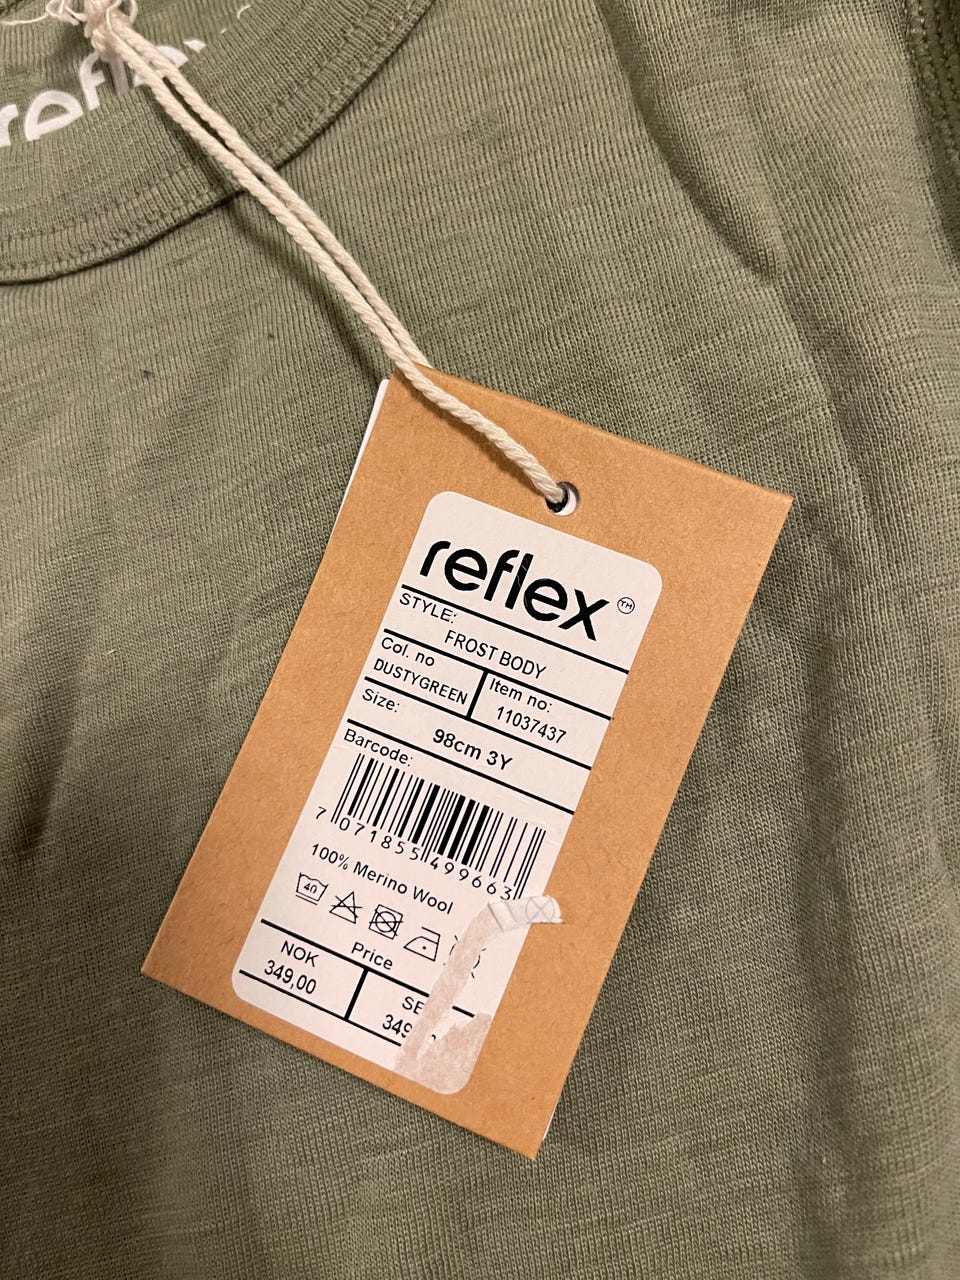 reflex
reflex™
STYLE:
FROST BODY
Col. no
DUSTYGREEN
Item no:
11037437
Size:
98cm 3Y
Barcode:
7 071855 499663
100% Merino Wool
40
Price
NOK
349,00